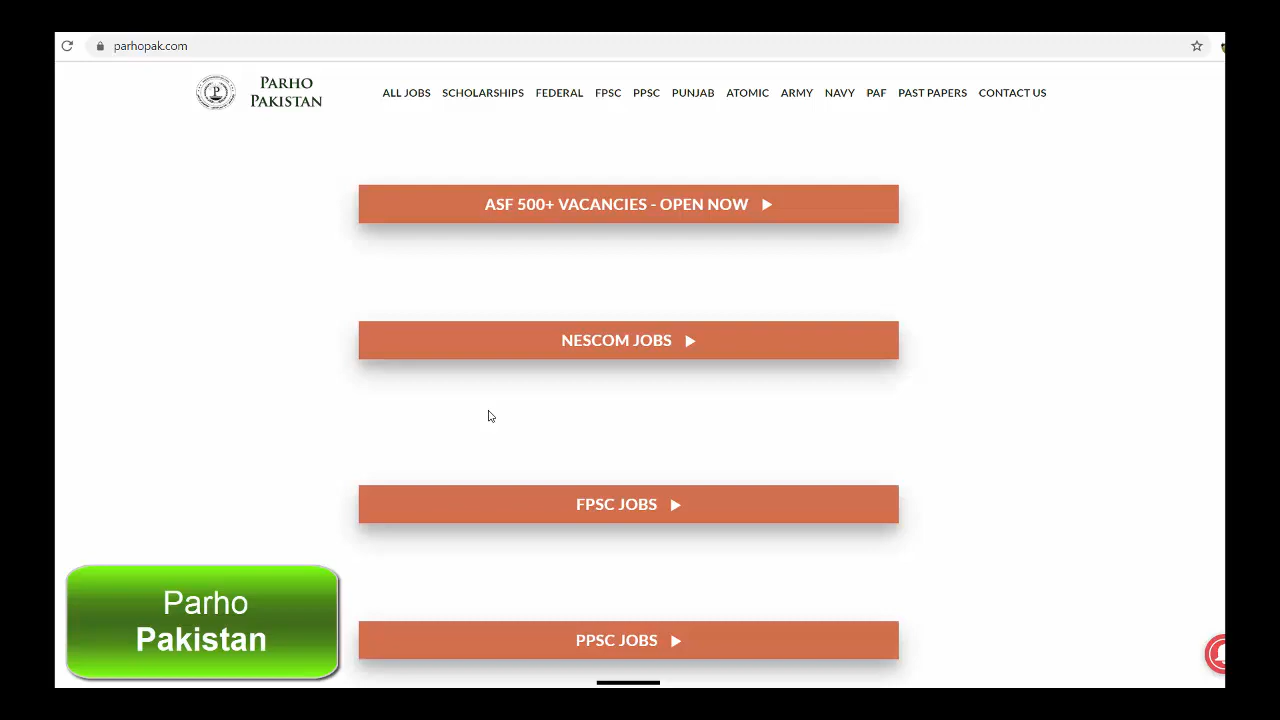 parhopak.com
PARHO
PAKISTAN
ALL JOBS SCHOLARSHIPS FEDERAL FPSC PPSC PUNJAB ATOMIC ARMY NAVY PAF PAST PAPERS CONTACT US
ASF 500+ VACANCIES - OPEN NOW
NESCOM JOBS
FPSC JOBS
PPSC JOBS
Parho
Pakistan